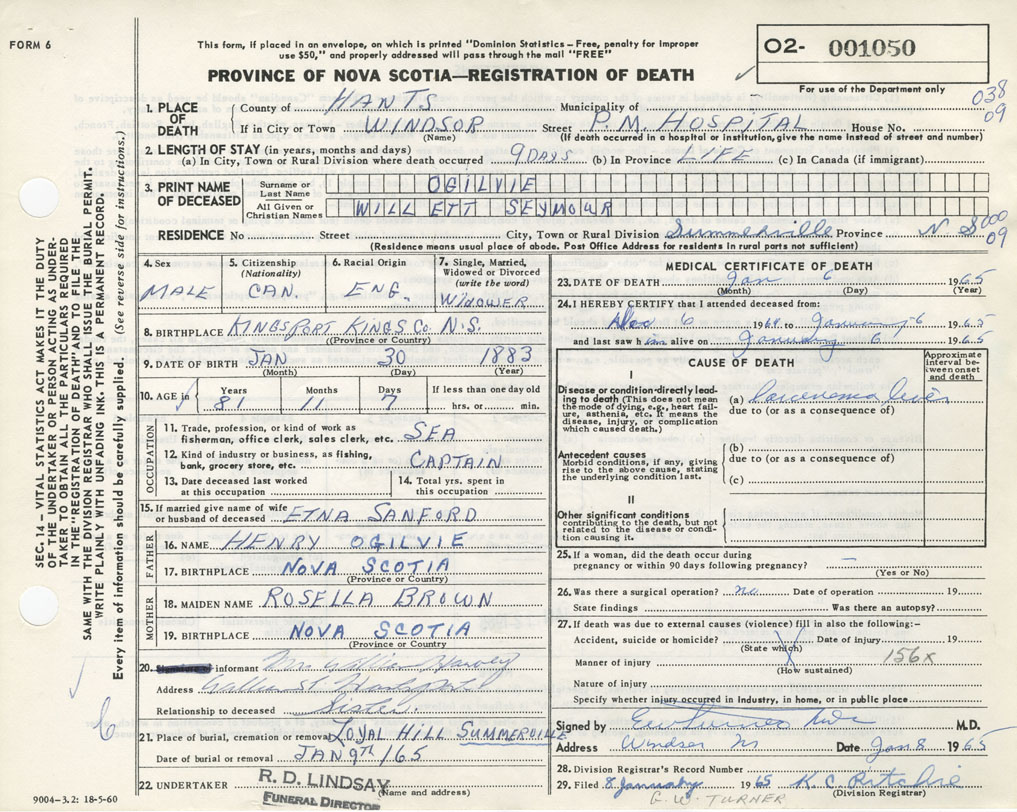 FORM 6
This form, if placed in an envelope, on which is printed "Dominion Statistics – Free, penalty for improper
use $50," and properly addressed will pass through the mail "FREE"
O2- 001050
PROVINCE OF NOVA SCOTIA—REGISTRATION OF DEATH
For use of the Department only
038
09
1. PLACE OF DEATH
County of HANTS Municipality of
If in City or Town WINDSOR Street P.M. HOSPITAL House No.
(Name) (If death occurred in a hospital or institution, give the name instead of street and number)
2. LENGTH OF STAY (in years, months and days)
(a) In City, Town or Rural Division where death occurred 9 DAYS (b) In Province LIFE (c) In Canada (if immigrant)
3. PRINT NAME OF DECEASED
Surname or Last Name OGILVIE
All Given or Christian Names WILLETT SEYMOUR
RESIDENCE No Street City, Town or Rural Division Summerville Province N S
000
09
(Residence means usual place of abode. Post Office Address for residents in rural parts not sufficient)
4. Sex MALE
5. Citizenship (Nationality) CAN.
6. Racial Origin ENG.
7. Single, Married, Widowed or Divorced (write the word) WIDOWER
8. BIRTHPLACE KINGSPORT KINGS Co N.S.
(Province or Country)
9. DATE OF BIRTH JAN 30 1883
(Month) (Day) (Year)
10. AGE in Years 81 Months 11 Days 7 If less than one day old hrs. or min.
OCCUPATION
11. Trade, profession or kind of work as fisherman, office clerk, sales clerk, etc. SEA
12. Kind of industry or business, as fishing, bank, grocery store, etc. CAPTAIN
13. Date deceased last worked at this occupation
14. Total yrs. spent in this occupation
15. If married give name of wife or husband of deceased ETNA SANFORD
FATHER
16. NAME HENRY OGILVIE
17. BIRTHPLACE NOVA SCOTIA
(Province or Country)
MOTHER
18. MAIDEN NAME ROSELLA BROWN
19. BIRTHPLACE NOVA SCOTIA
(Province or Country)
20. informant Harvey
Address St.
Relationship to deceased Sister.
21. Place of burial, cremation or removal LOYAL HILL SUMMERVILLE
Date of burial or removal JAN 9TH /65
22. UNDERTAKER R. D. LINDSAY
FUNERAL DIRECTOR
(Name and address)
MEDICAL CERTIFICATE OF DEATH
23. DATE OF DEATH Jan 6 1965
(Month) (Day) (Year)
24. I HEREBY CERTIFY that I attended deceased from:
Dec 6 1964 to January 6 1965
and last saw him alive on January 6 1965
CAUSE OF DEATH
Approximate interval between onset and death
I
Disease or condition directly leading to death (This does not mean the mode of dying, e.g., heart failure, asthenia, etc. It means the disease, injury, or complication which caused death.)
(a) liver
due to (or as a consequence of)
Antecedent causes
Morbid conditions, if any, giving rise to the above cause, stating the underlying condition last.
(b)
due to (or as a consequence of)
(c)
II
Other significant conditions
contributing to the death, but not related to the disease or condition causing it.
25. If a woman, did the death occur during
pregnancy or within 90 days following pregnancy? –
(Yes or No)
26. Was there a surgical operation? no Date of operation 19
State findings Was there an autopsy?
27. If death was due to external causes (violence) fill in also the following:–
Accident, suicide or homicide? Date of injury 19
(State which)
Manner of injury 156x
(How sustained)
Nature of injury
Specify whether injury occurred in industry, in home, or in public place
Signed by M.D.
Address Windsor Date Jan 8 1965
28. Division Registrar's Record Number
29. Filed 8 January 1965 K. C. Ritchie
(Division Registrar)
G. W. TURNER
SEC. 14 – VITAL STATISTICS ACT MAKES IT THE DUTY
OF THE UNDERTAKER OR PERSON ACTING AS UNDER-
TAKER TO OBTAIN ALL THE PARTICULARS REQUIRED
IN THE "REGISTRATION OF DEATH" AND TO FILE THE
SAME WITH THE DIVISION REGISTRAR WHO SHALL ISSUE THE BURIAL PERMIT.
WRITE PLAINLY WITH UNFADING INK. THIS IS A PERMANENT RECORD.
Every item of information should be carefully supplied. (See reverse side for instructions.)
9004–3.2: 18-5-60